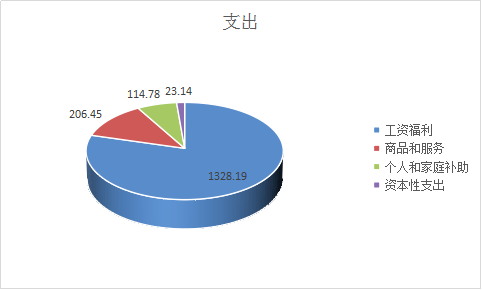 支出
114.78
23.14
206.45
1328.19
工资福利
商品和服务
个人和家庭补助
资本性支出